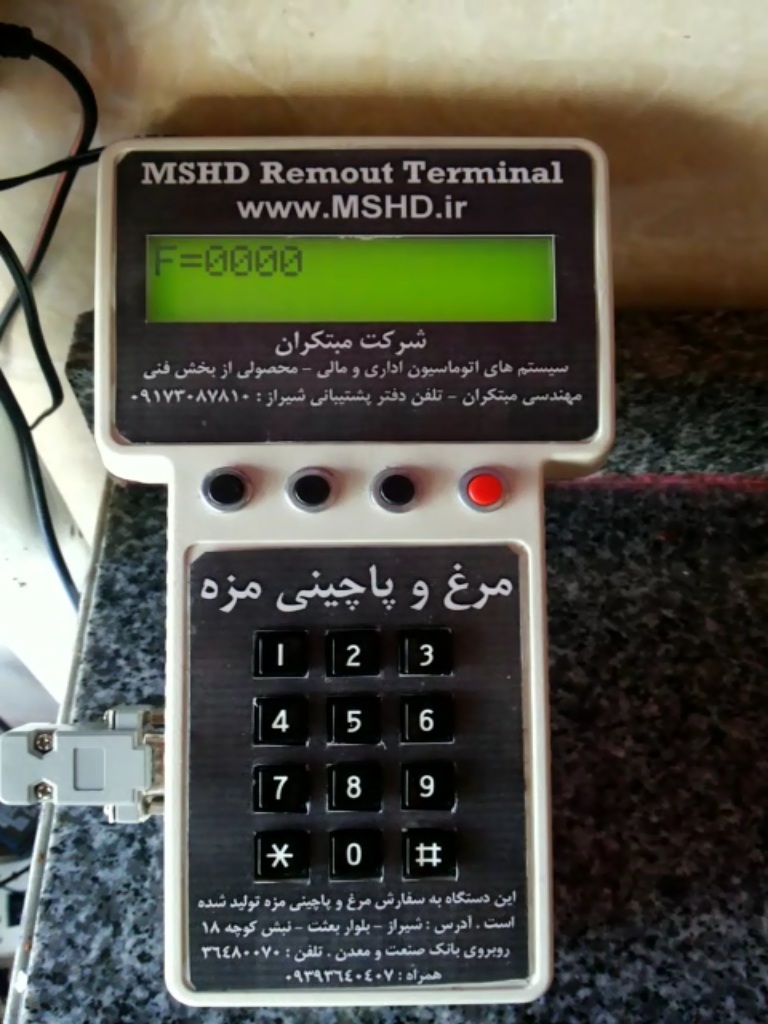 MSHD Remout Terminal
www.MSHD.ir
F=0000
شرکت مبتکران
سیستم های اتوماسیون اداری و مالی - محصولی از بخش فنی
مهندسی مبتکران - تلفن دفتر پشتیبانی شیراز : ۰۹۱۷۳۰۸۷۸۱۰
مرغ و پاچینی مزه
1 2 3
4 5 6
7 8 9
* 0 #
این دستگاه به سفارش مرغ و پاچینی مزه تولید شده
است . آدرس : شیراز - بلوار بعثت - نبش کوچه ۱۸
روبروی بانک صنعت و معدن . تلفن : ۳۶٤۸۰۰۷۰
همراه : ۰۹۳۹۳۶٤۰٤۰۷